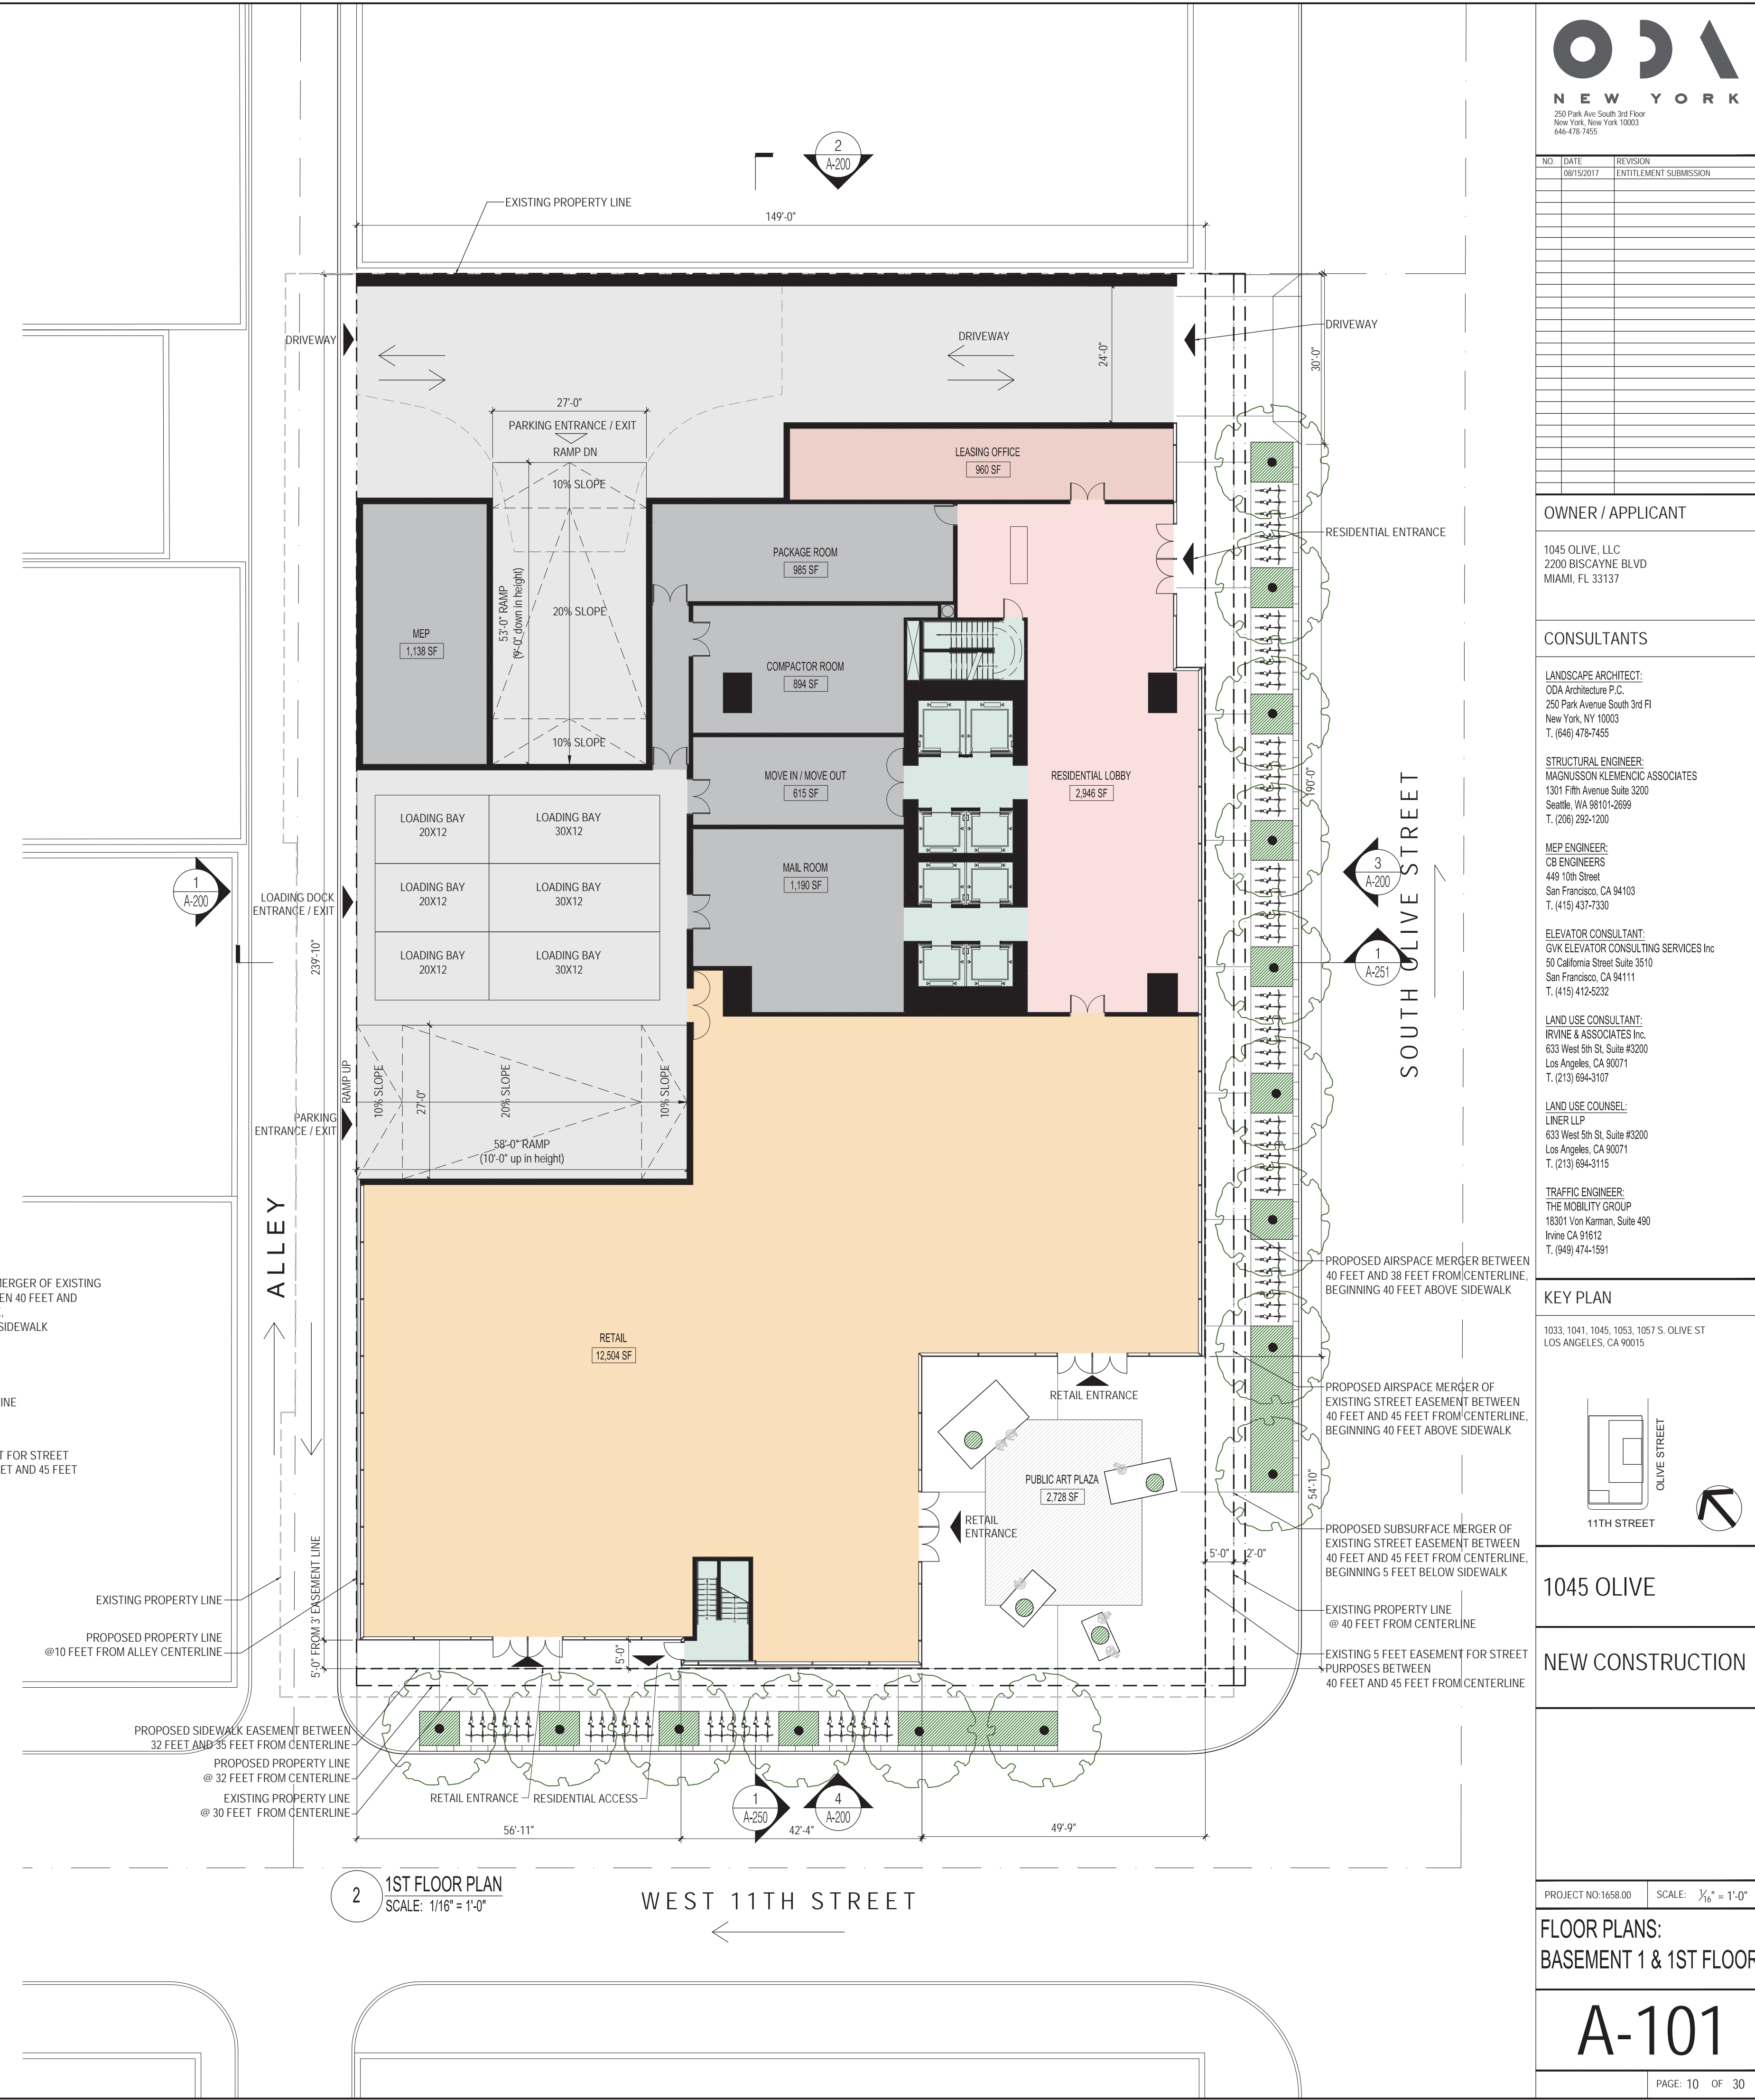 ODA
NEW YORK
250 Park Ave South 3rd Floor
New York, New York 10003
646-478-7455
NO. DATE REVISION
08/15/2017 ENTITLEMENT SUBMISSION
OWNER / APPLICANT
1045 OLIVE, LLC
2200 BISCAYNE BLVD
MIAMI, FL 33137
CONSULTANTS
LANDSCAPE ARCHITECT:
ODA Architecture P.C.
250 Park Avenue South 3rd Fl
New York, NY 10003
T. (646) 478-7455
STRUCTURAL ENGINEER:
MAGNUSSON KLEMENCIC ASSOCIATES
1301 Fifth Avenue Suite 3200
Seattle, WA 98101-2699
T. (206) 292-1200
MEP ENGINEER:
CB ENGINEERS
449 10th Street
San Francisco, CA 94103
T. (415) 437-7330
ELEVATOR CONSULTANT:
GVK ELEVATOR CONSULTING SERVICES Inc
50 California Street Suite 3510
San Francisco, CA 94111
T. (415) 412-5232
LAND USE CONSULTANT:
IRVINE & ASSOCIATES Inc.
633 West 5th St, Suite #3200
Los Angeles, CA 90071
T. (213) 694-3107
LAND USE COUNSEL:
LINER LLP
633 West 5th St, Suite #3200
Los Angeles, CA 90071
T. (213) 694-3115
TRAFFIC ENGINEER:
THE MOBILITY GROUP
18301 Von Karman, Suite 490
Irvine CA 91612
T. (949) 474-1591
KEY PLAN
1033, 1041, 1045, 1053, 1057 S. OLIVE ST
LOS ANGELES, CA 90015
OLIVE STREET
11TH STREET
1045 OLIVE
NEW CONSTRUCTION
PROJECT NO:1658.00
SCALE: 1/16" = 1'-0"
FLOOR PLANS:
BASEMENT 1 & 1ST FLOOR
A-101
PAGE: 10 OF 30
2
A-200
EXISTING PROPERTY LINE
149'-0"
DRIVEWAY
DRIVEWAY
DRIVEWAY
24'-0"
30'-0"
27'-0"
PARKING ENTRANCE / EXIT
RAMP DN
10% SLOPE
20% SLOPE
10% SLOPE
53'-0" RAMP
(9'-0" down in height)
LEASING OFFICE
960 SF
RESIDENTIAL ENTRANCE
PACKAGE ROOM
985 SF
MEP
1,138 SF
COMPACTOR ROOM
894 SF
MOVE IN / MOVE OUT
615 SF
RESIDENTIAL LOBBY
2,946 SF
190'-0"
MAIL ROOM
1,190 SF
LOADING BAY
20X12
LOADING BAY
30X12
LOADING BAY
20X12
LOADING BAY
30X12
LOADING BAY
20X12
LOADING BAY
30X12
1
A-200
LOADING DOCK
ENTRANCE / EXIT
239'-10"
3
A-200
1
A-251
SOUTH OLIVE STREET
RAMP UP
10% SLOPE
27'-0"
20% SLOPE
10% SLOPE
PARKING
ENTRANCE / EXIT
58'-0" RAMP
(10'-0" up in height)
ALLEY
MERGER OF EXISTING
EN 40 FEET AND
SIDEWALK
INE
T FOR STREET
ET AND 45 FEET
RETAIL
12,504 SF
RETAIL ENTRANCE
PUBLIC ART PLAZA
2,728 SF
RETAIL
ENTRANCE
PROPOSED AIRSPACE MERGER BETWEEN
40 FEET AND 38 FEET FROM CENTERLINE,
BEGINNING 40 FEET ABOVE SIDEWALK
PROPOSED AIRSPACE MERGER OF
EXISTING STREET EASEMENT BETWEEN
40 FEET AND 45 FEET FROM CENTERLINE,
BEGINNING 40 FEET ABOVE SIDEWALK
54'-10"
PROPOSED SUBSURFACE MERGER OF
EXISTING STREET EASEMENT BETWEEN
40 FEET AND 45 FEET FROM CENTERLINE,
BEGINNING 5 FEET BELOW SIDEWALK
5'-0"
2'-0"
EXISTING PROPERTY LINE
@ 40 FEET FROM CENTERLINE
EXISTING 5 FEET EASEMENT FOR STREET
PURPOSES BETWEEN
40 FEET AND 45 FEET FROM CENTERLINE
EXISTING PROPERTY LINE
PROPOSED PROPERTY LINE
@10 FEET FROM ALLEY CENTERLINE
5'-0" FROM 3' EASEMENT LINE
5'-0"
PROPOSED SIDEWALK EASEMENT BETWEEN
32 FEET AND 35 FEET FROM CENTERLINE
PROPOSED PROPERTY LINE
@ 32 FEET FROM CENTERLINE
EXISTING PROPERTY LINE
@ 30 FEET FROM CENTERLINE
RETAIL ENTRANCE
RESIDENTIAL ACCESS
1
A-250
4
A-200
56'-11"
42'-4"
49'-9"
2
1ST FLOOR PLAN
SCALE: 1/16" = 1'-0"
WEST 11TH STREET